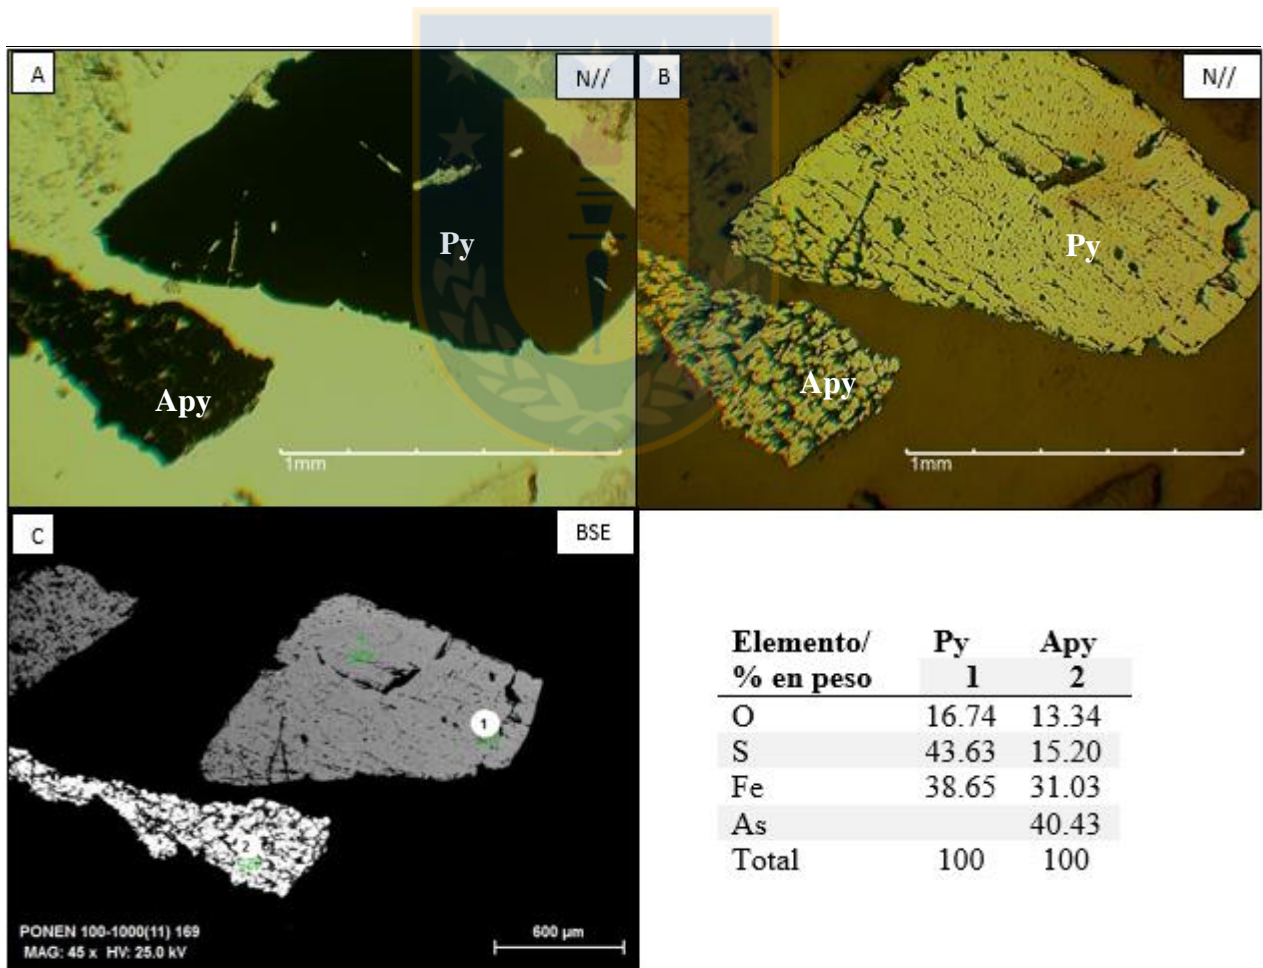 A
N//
B
N//
Py
Py
Apy
Apy
1mm
1mm
C
BSE
1
2
PONEN 100-1000(11) 169
MAG: 45 x HV: 25.0 kV
600 µm
Elemento/ Py Apy
% en peso 1 2
O 16.74 13.34
S 43.63 15.20
Fe 38.65 31.03
As 40.43
Total 100 100